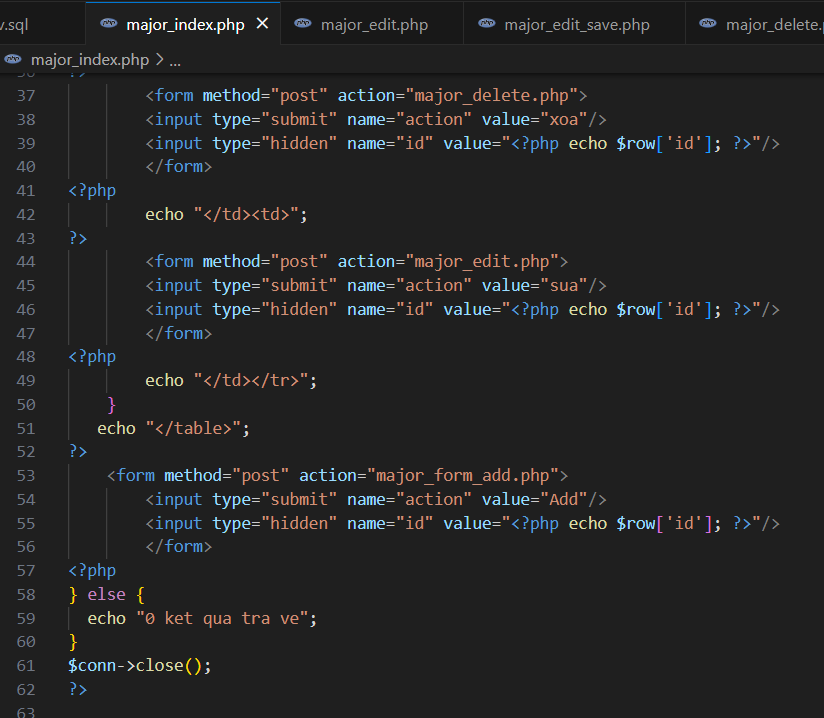 v.sql major_index.php × major_edit.php major_edit_save.php major_delete.p
major_index.php > ...
36 ?>
37 <form method="post" action="major_delete.php">
38 <input type="submit" name="action" value="xoa"/>
39 <input type="hidden" name="id" value="<?php echo $row['id']; ?>"/>
40 </form>
41 <?php
42 echo "</td><td>";
43 ?>
44 <form method="post" action="major_edit.php">
45 <input type="submit" name="action" value="sua"/>
46 <input type="hidden" name="id" value="<?php echo $row['id']; ?>"/>
47 </form>
48 <?php
49 echo "</td></tr>";
50 }
51 echo "</table>";
52 ?>
53 <form method="post" action="major_form_add.php">
54 <input type="submit" name="action" value="Add"/>
55 <input type="hidden" name="id" value="<?php echo $row['id']; ?>"/>
56 </form>
57 <?php
58 } else {
59 echo "0 ket qua tra ve";
60 }
61 $conn->close();
62 ?>
63